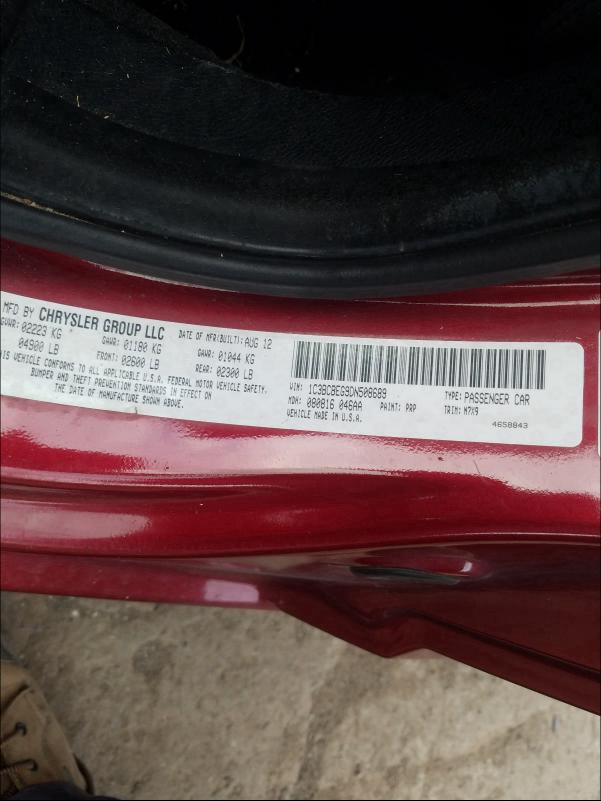 MFD BY CHRYSLER GROUP LLC DATE OF MFR(BUILT): AUG 12
GVWR: 02223 KG GAWR: 01180 KG GAWR: 01044 KG
04900 LB FRONT: 02600 LB REAR: 02300 LB
THIS VEHICLE CONFORMS TO ALL APPLICABLE U.S.A. FEDERAL MOTOR VEHICLE SAFETY,
BUMPER AND THEFT PREVENTION STANDARDS IN EFFECT ON
THE DATE OF MANUFACTURE SHOWN ABOVE.
VIN: 1C3BCBEG9DN508689 TYPE: PASSENGER CAR
MDH: 080816 046AA PAINT: PRP TRIM: M7X9
VEHICLE MADE IN U.S.A. 4658843